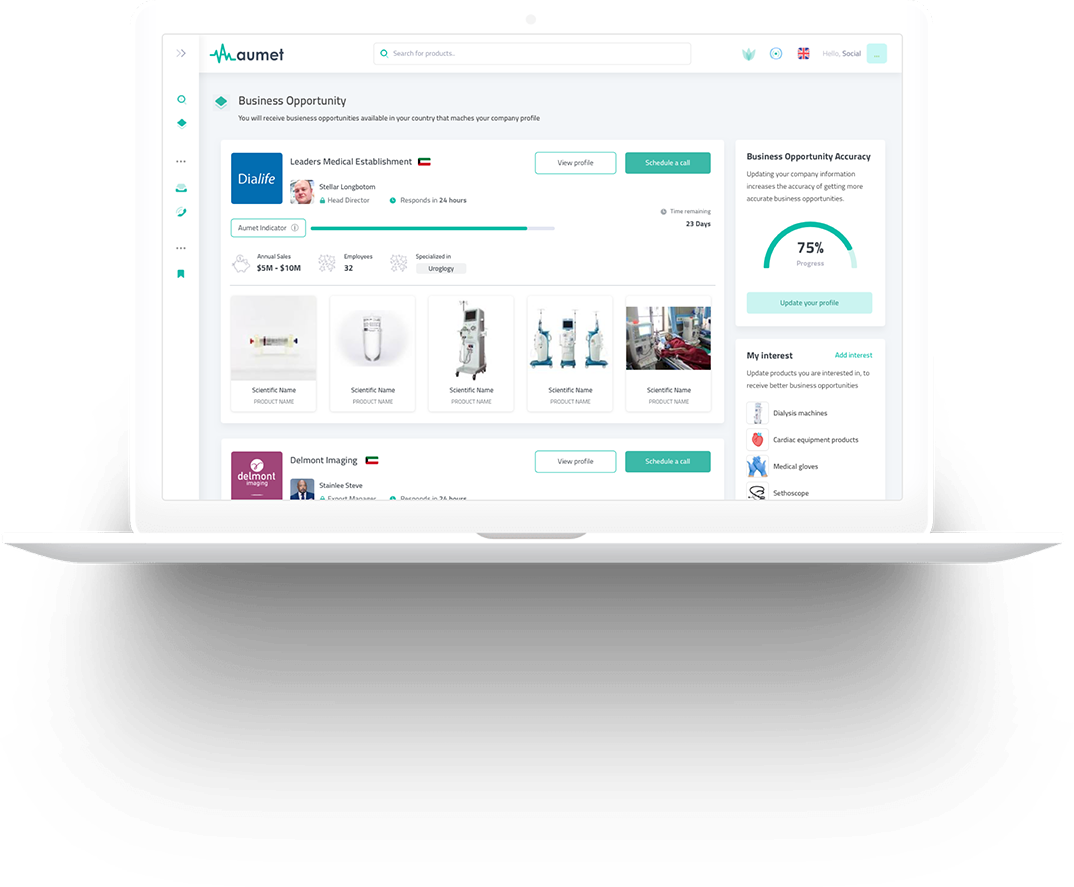 aumet
Search for products..
Hello, Social
...
Business Opportunity
You will receive busieness opportunities available in your country that maches your company profile
Dialife
Leaders Medical Establishment
View profile
Schedule a call
Stellar Longbotom
Head Director
Responds in 24 hours
Time remaining
23 Days
Aumet Indicator
Annual Sales
$5M - $10M
Employees
32
Specialized in
Uroglogy
Scientific Name
PRODUCT NAME
Scientific Name
PRODUCT NAME
Scientific Name
PRODUCT NAME
Scientific Name
PRODUCT NAME
Scientific Name
PRODUCT NAME
delmont
imaging
Delmont Imaging
View profile
Schedule a call
Stainlee Steve
Export Manager
Responds in 24 hours
Business Opportunity Accuracy
Updating your company information
increases the accuracy of getting more
accurate business opportunities.
75%
Progress
Update your profile
My interest
Add interest
Update products you are interested in, to
receive better business opportunities
Dialysis machines
Cardiac equipment products
Medical gloves
Sethoscope